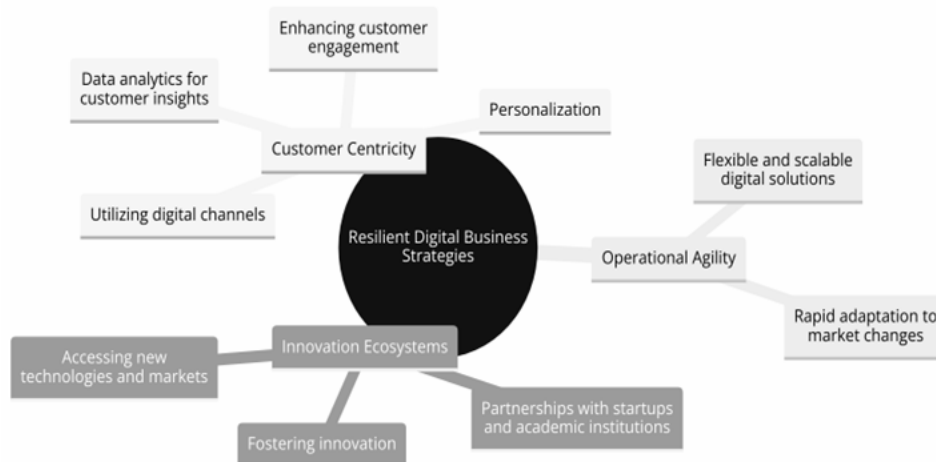 Enhancing customer
engagement
Data analytics for
customer insights
Personalization
Customer Centricity
Utilizing digital channels
Flexible and scalable
digital solutions
Resilient Digital Business
Strategies
Operational Agility
Rapid adaptation to
market changes
Innovation Ecosystems
Accessing new
technologies and markets
Partnerships with startups
and academic institutions
Fostering innovation